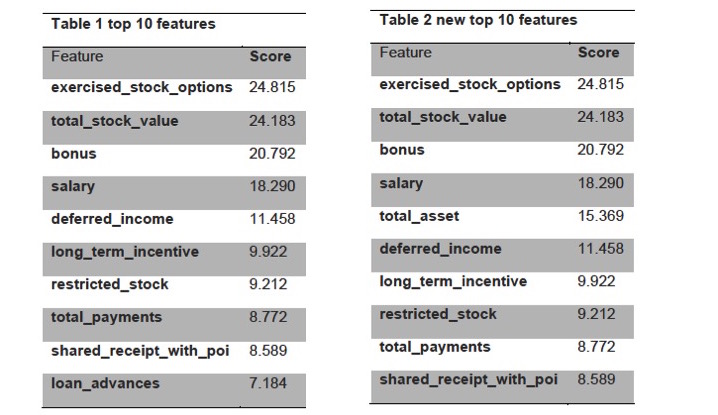 Table 1 top 10 features
Feature Score
exercised_stock_options 24.815
total_stock_value 24.183
bonus 20.792
salary 18.290
deferred_income 11.458
long_term_incentive 9.922
restricted_stock 9.212
total_payments 8.772
shared_receipt_with_poi 8.589
loan_advances 7.184
Table 2 new top 10 features
Feature Score
exercised_stock_options 24.815
total_stock_value 24.183
bonus 20.792
salary 18.290
total_asset 15.369
deferred_income 11.458
long_term_incentive 9.922
restricted_stock 9.212
total_payments 8.772
shared_receipt_with_poi 8.589